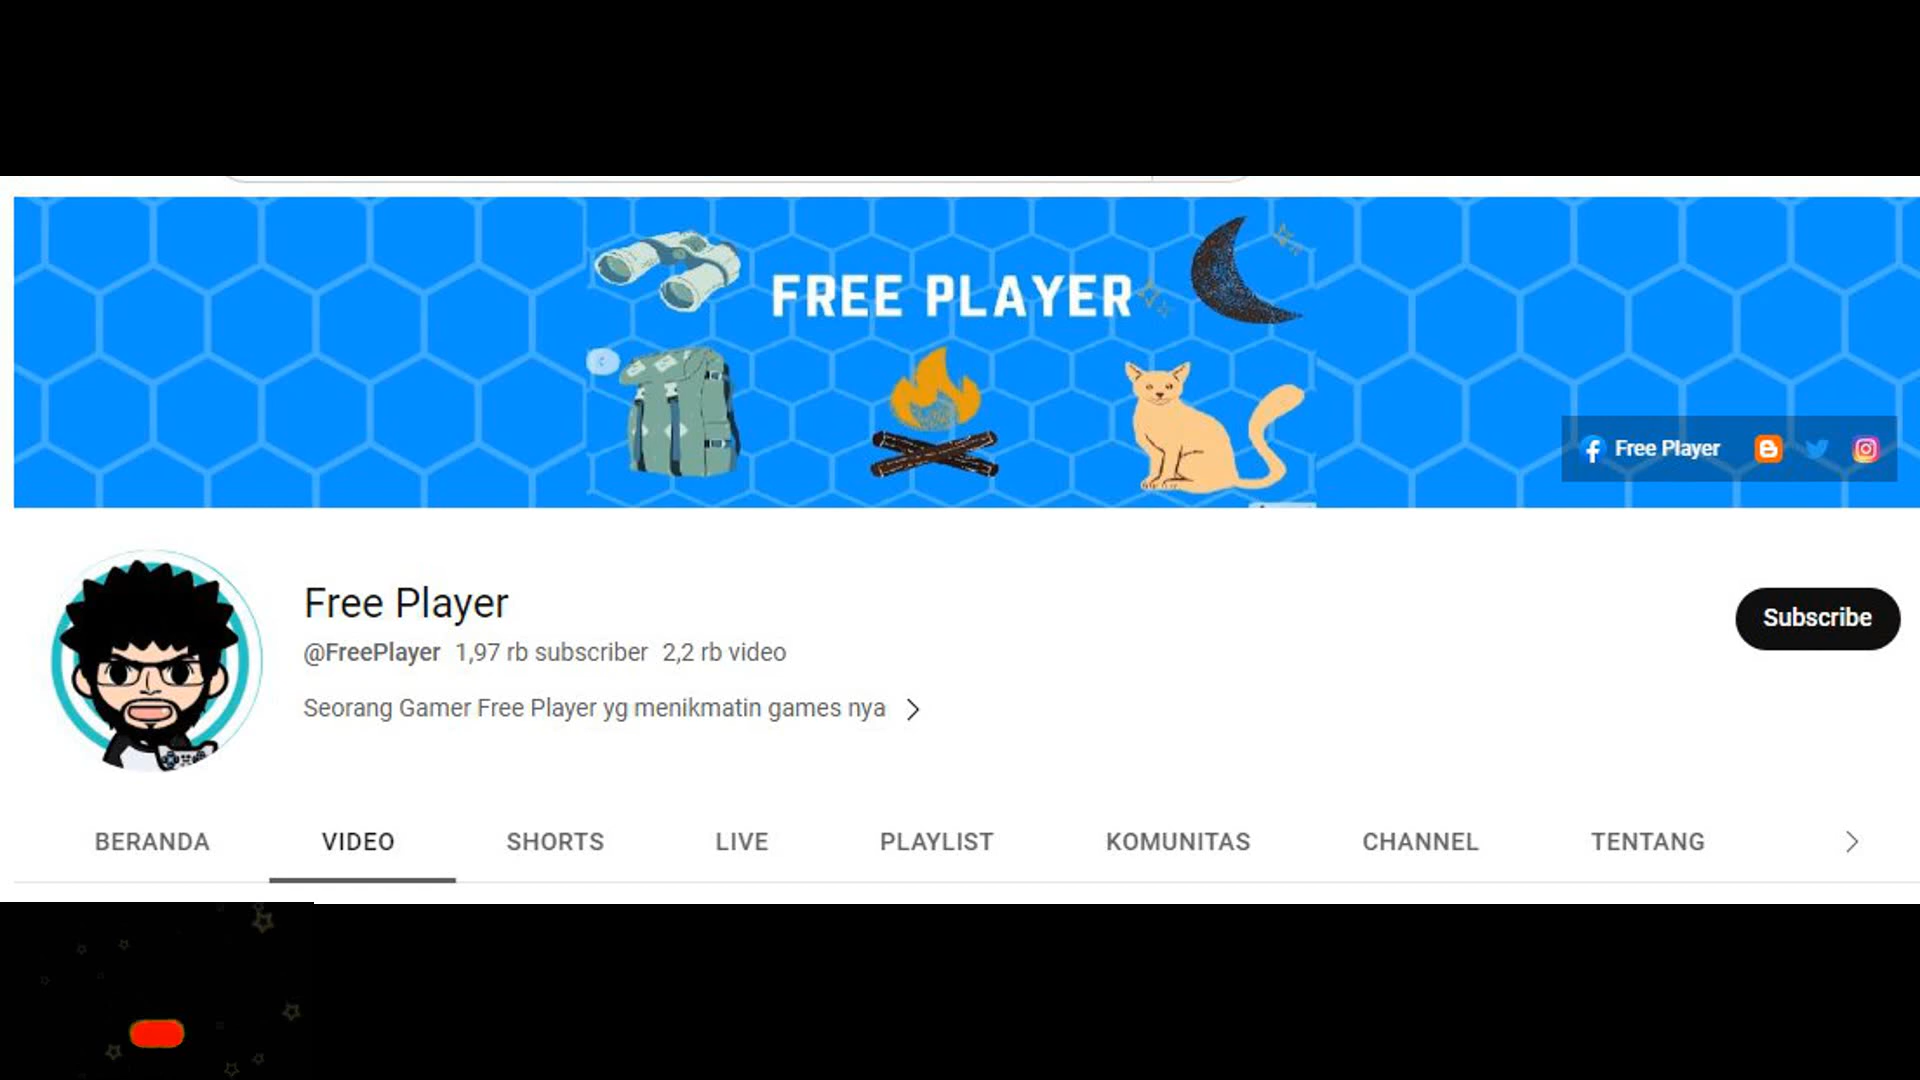 FREE PLAYER
Free Player
Free Player
Subscribe
@FreePlayer 1,97 rb subscriber 2,2 rb video
Seorang Gamer Free Player yg menikmatin games nya
BERANDA VIDEO SHORTS LIVE PLAYLIST KOMUNITAS CHANNEL TENTANG